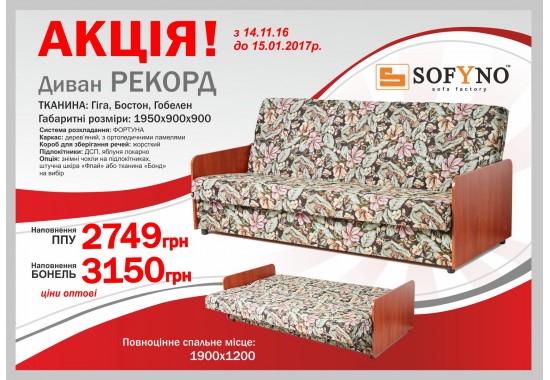 АКЦІЯ!
з 14.11.16
до 15.01.2017р.
Диван РЕКОРД
SOFYNO™
sofa factory
ТКАНИНА: Гіга, Бостон, Гобелен
Габаритні розміри: 1950х900х900
Система розкладання: ФОРТУНА
Каркас: дерев'яний, з ортопедичними ламелями
Короб для зберігання речей: жорсткий
Підлокітники: ДСП, яблуня локарно
Опція: знімні чохли на підлокітниках,
штучна шкіра «Флай» або тканина «Бонд»
на вибір
Наповнення
ППУ 2749грн
Наповнення
БОНЕЛЬ 3150грн
ціни оптові
Повноцінне спальне місце:
1900х1200